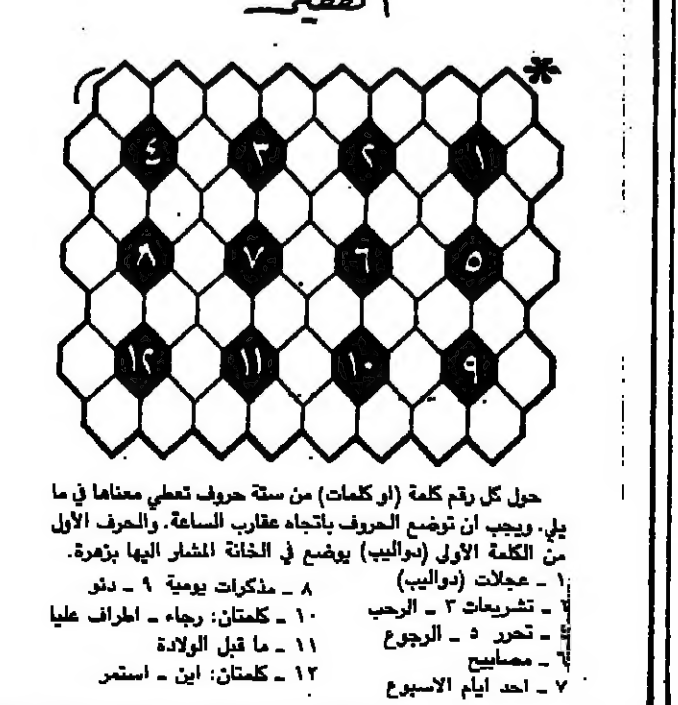 ١ ٢ ٣ ٤
٥ ٦ ٧ ٨
٩ ١٠ ١١ ١٢
حول كل رقم كلمة (او كلمات) من ستة حروف تعطي معناها في ما
يلي. ويجب ان توضع الحروف باتجاه عقارب الساعة. والحرف الأول
من الكلمة الأولى (دواليب) يوضع في الخانة المشار اليها بزهرة.
١ ـ عجلات (دواليب)
ـ تشريعات ٣ ـ الرحب
ـ تحرر ٥ ـ الرجوع
ـ مصابيح
٧ ـ احد ايام الاسبوع
٨ ـ مذكرات يومية ٩ ـ دنو
١٠ ـ كلمتان: رجاء ـ اطراف عليا
١١ ـ ما قبل الولادة
١٢ ـ كلمتان: اين ـ استمر